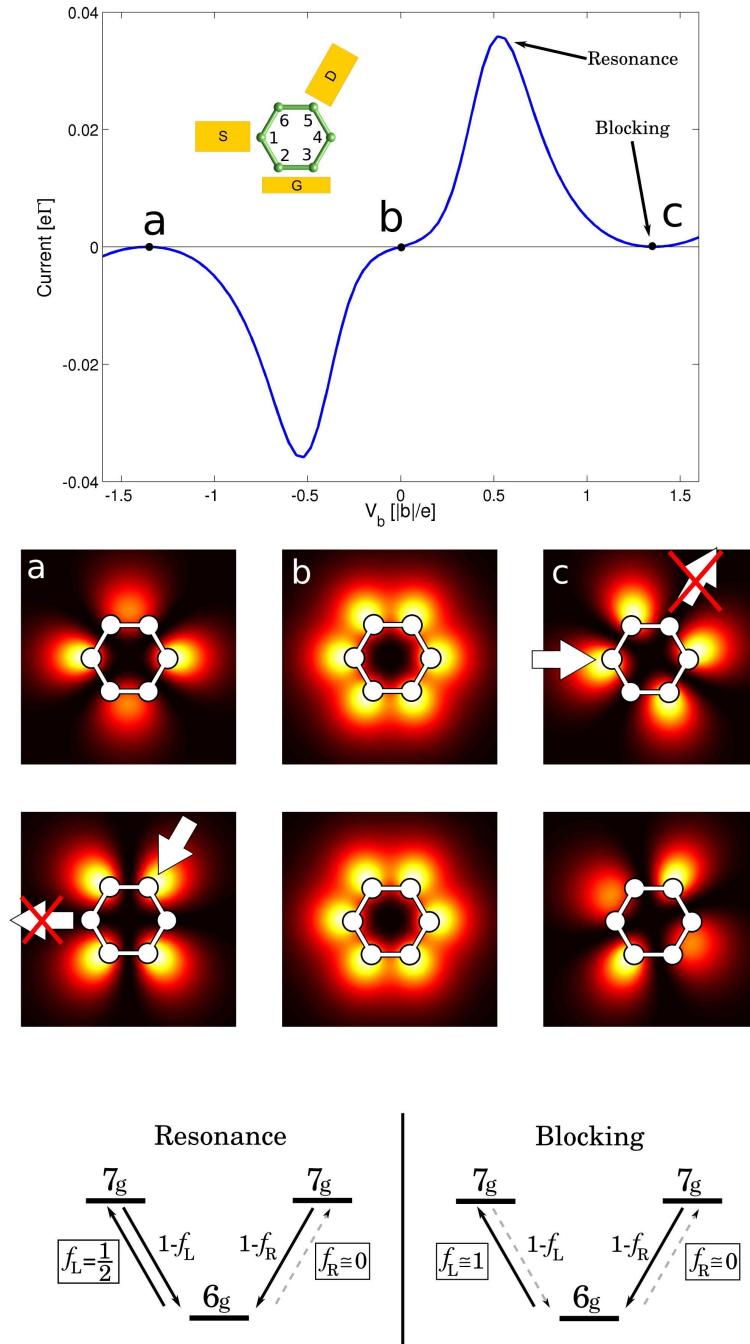 0.04
Resonance
D
0.02
6 5
S
1 4
Blocking
2 3
G
a
b
c
Current [eΓ]
0
-0.02
-0.04
-1.5 -1 -0.5 0 0.5 1 1.5
V_b [|b|/e]
a
b
c
Resonance
Blocking
7g
7g
7g
7g
f_L=1/2
1-f_L
1-f_R
f_R≅0
f_L≅1
1-f_L
1-f_R
f_R≅0
6g
6g